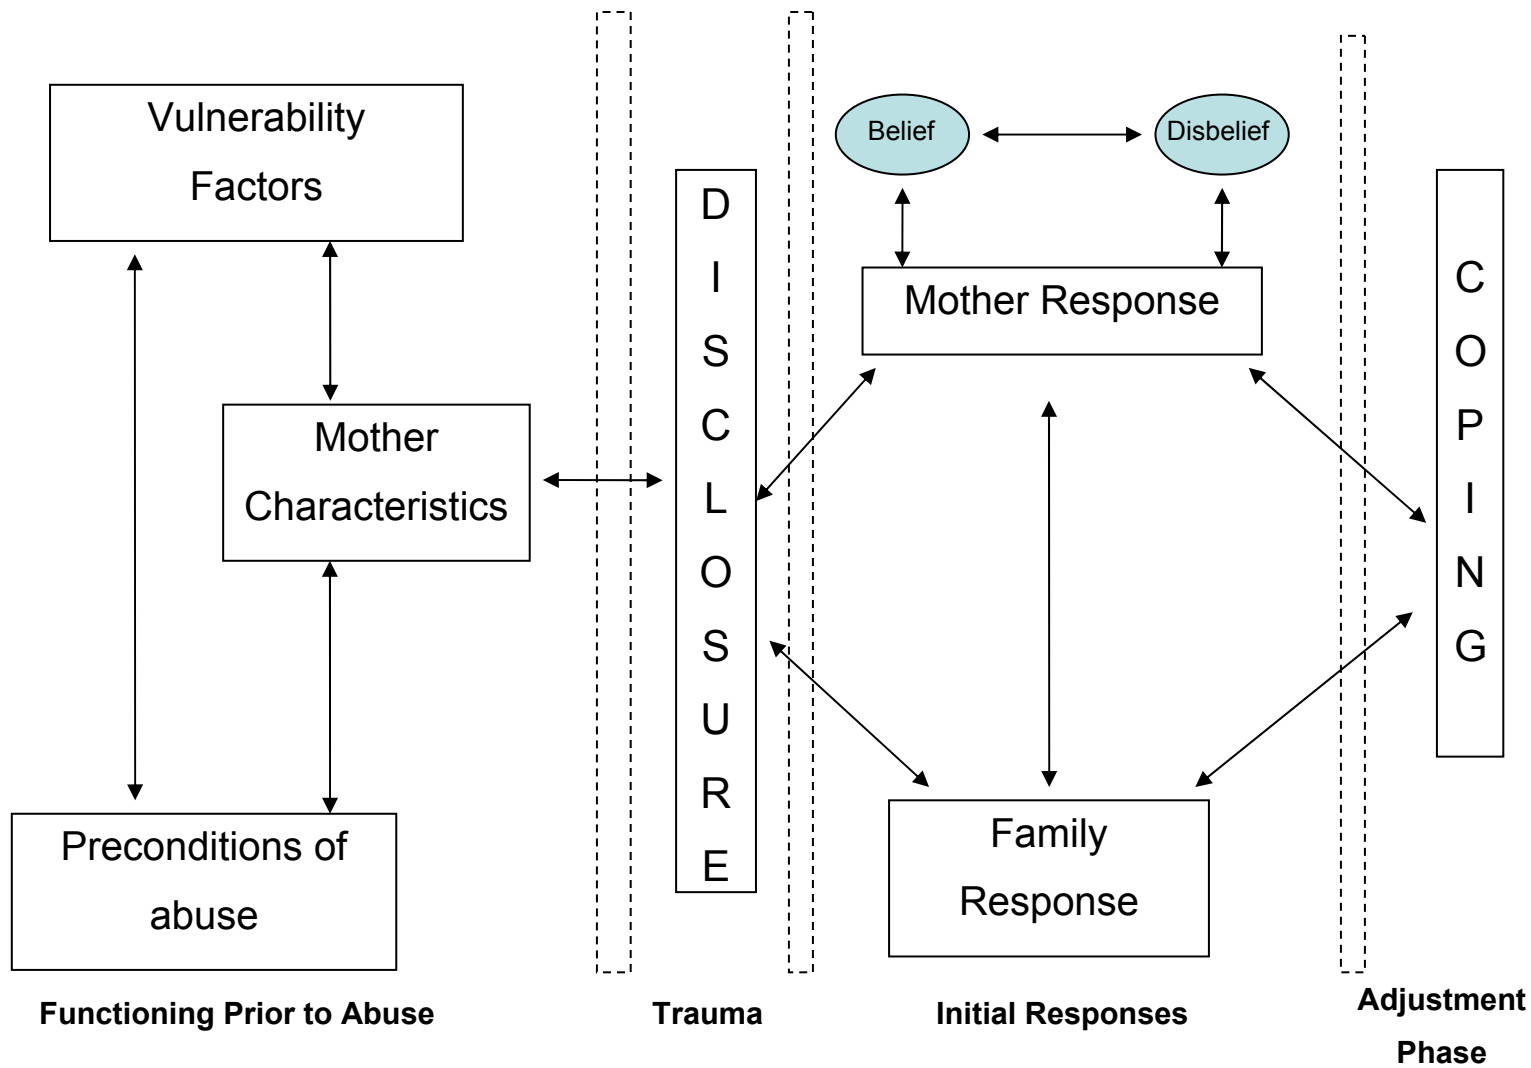 Vulnerability
Factors
Mother
Characteristics
Preconditions of
abuse
Functioning Prior to Abuse
D
I
S
C
L
O
S
U
R
E
Trauma
Belief
Disbelief
Mother Response
Family
Response
Initial Responses
C
O
P
I
N
G
Adjustment
Phase